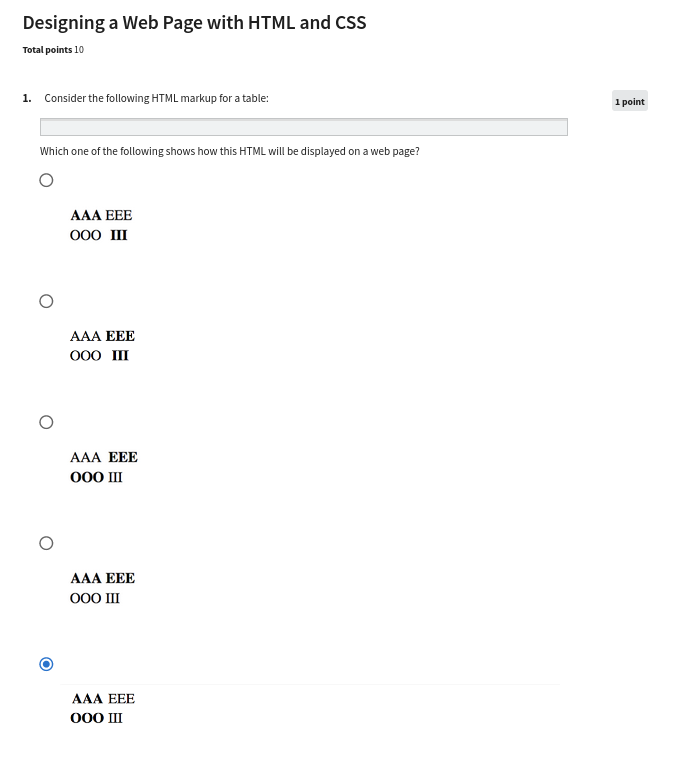 Designing a Web Page with HTML and CSS
Total points 10
1. Consider the following HTML markup for a table:
1 point
Which one of the following shows how this HTML will be displayed on a web page?
AAA EEE
OOO III
AAA EEE
OOO III
AAA EEE
OOO III
AAA EEE
OOO III
AAA EEE
OOO III